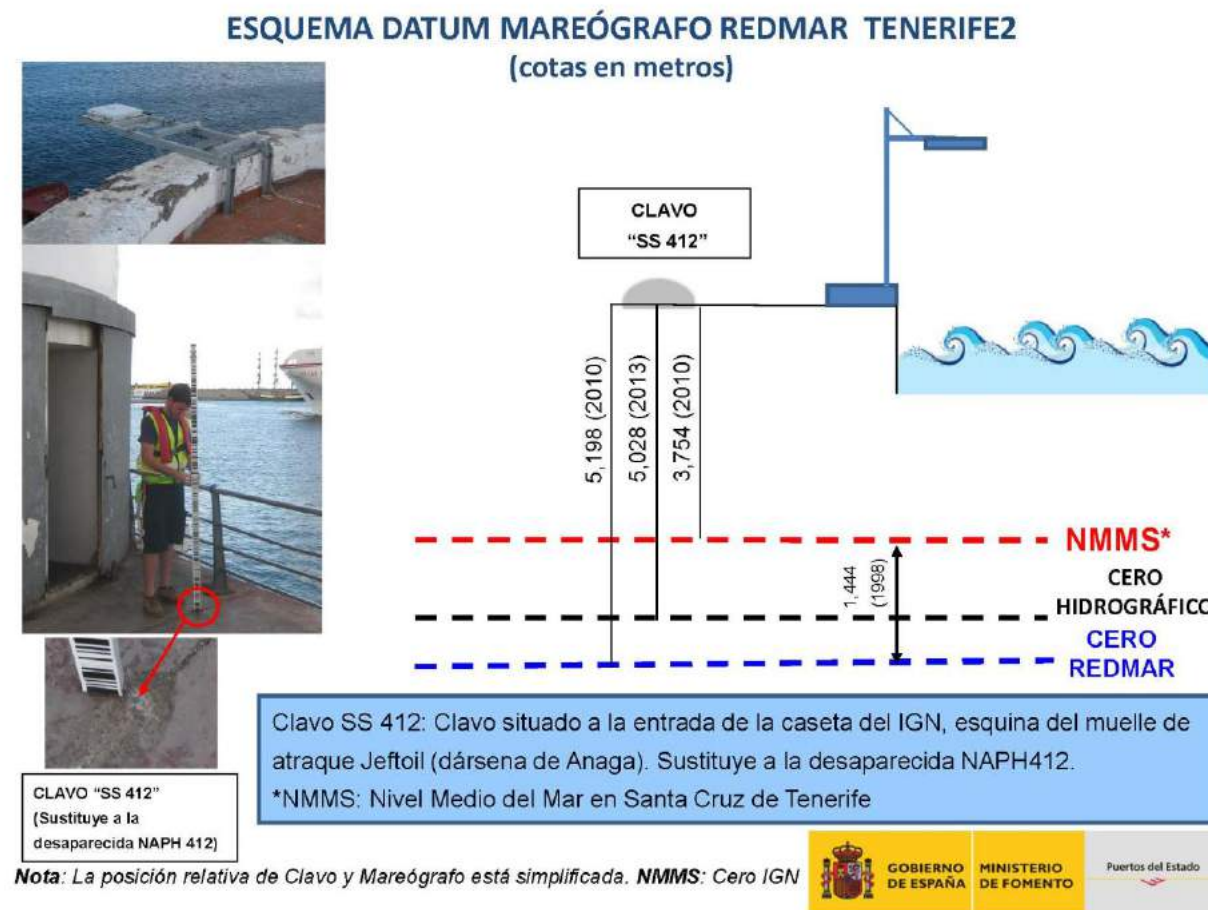 ESQUEMA DATUM MAREÓGRAFO REDMAR TENERIFE2
(cotas en metros)
CLAVO
"SS 412"
5,198 (2010)
5,028 (2013)
3,754 (2010)
NMMS*
1,444
(1998)
CERO
HIDROGRÁFICO
CERO
REDMAR
Clavo SS 412: Clavo situado a la entrada de la caseta del IGN, esquina del muelle de
atraque Jeftoil (dársena de Anaga). Sustituye a la desaparecida NAPH412.
*NMMS: Nivel Medio del Mar en Santa Cruz de Tenerife
CLAVO "SS 412"
(Sustituye a la
desaparecida NAPH 412)
Nota: La posición relativa de Clavo y Mareógrafo está simplificada. NMMS: Cero IGN
GOBIERNO
DE ESPAÑA
MINISTERIO
DE FOMENTO
Puertos del Estado